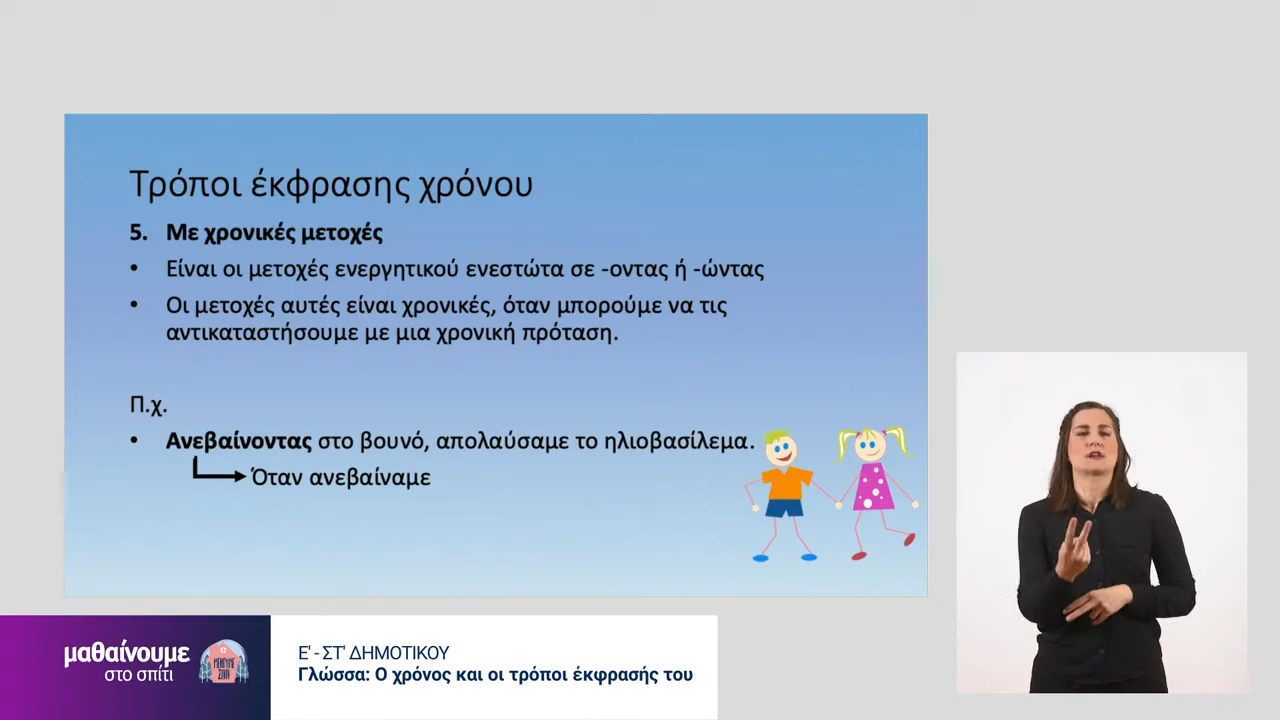 Τρόποι έκφρασης χρόνου
5. Με χρονικές μετοχές
• Είναι οι μετοχές ενεργητικού ενεστώτα σε -οντας ή -ώντας
• Οι μετοχές αυτές είναι χρονικές, όταν μπορούμε να τις
αντικαταστήσουμε με μια χρονική πρόταση.
Π.χ.
• Ανεβαίνοντας στο βουνό, απολαύσαμε το ηλιοβασίλεμα.
Όταν ανεβαίναμε
μαθαίνουμε
στο σπίτι
ΜΕΝΟΥΜΕ
ΣΠΙΤΙ
Ε' - ΣΤ' ΔΗΜΟΤΙΚΟΥ
Γλώσσα: Ο χρόνος και οι τρόποι έκφρασής του